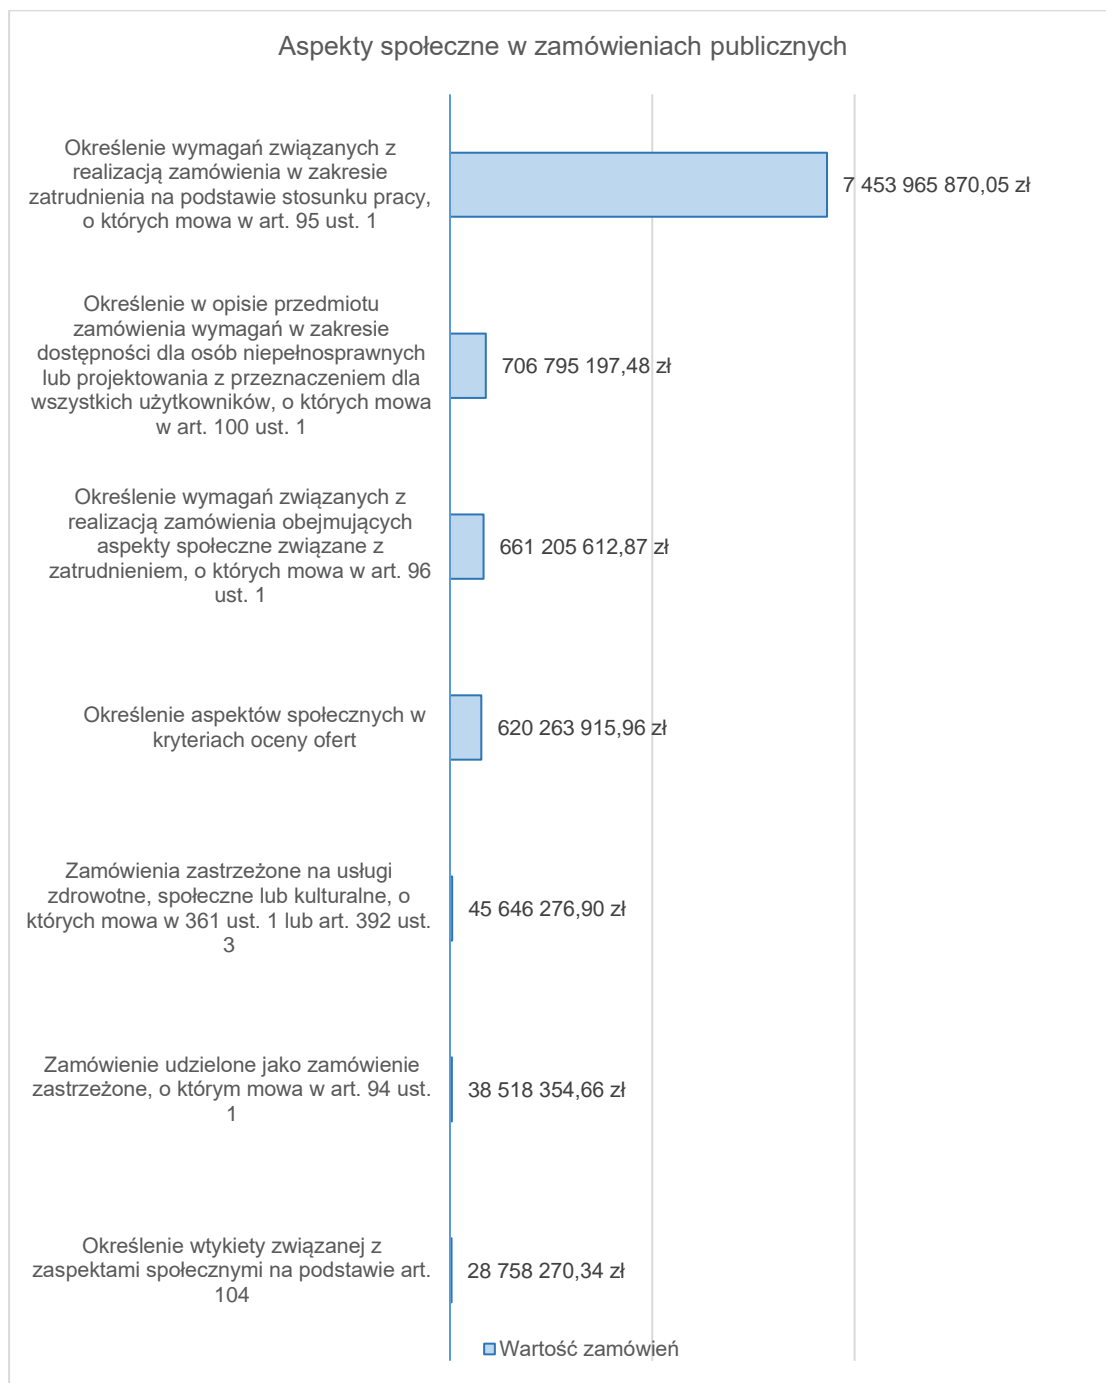 Aspekty społeczne w zamówieniach publicznych
Określenie wymagań związanych z
realizacją zamówienia w zakresie
zatrudnienia na podstawie stosunku pracy,
o których mowa w art. 95 ust. 1
7 453 965 870,05 zł
Określenie w opisie przedmiotu
zamówienia wymagań w zakresie
dostępności dla osób niepełnosprawnych
lub projektowania z przeznaczeniem dla
wszystkich użytkowników, o których mowa
w art. 100 ust. 1
706 795 197,48 zł
Określenie wymagań związanych z
realizacją zamówienia obejmujących
aspekty społeczne związane z
zatrudnieniem, o których mowa w art. 96
ust. 1
661 205 612,87 zł
Określenie aspektów społecznych w
kryteriach oceny ofert
620 263 915,96 zł
Zamówienia zastrzeżone na usługi
zdrowotne, społeczne lub kulturalne, o
których mowa w 361 ust. 1 lub art. 392 ust.
3
45 646 276,90 zł
Zamówienie udzielone jako zamówienie
zastrzeżone, o którym mowa w art. 94 ust.
1
38 518 354,66 zł
Określenie wtykiety związanej z
zaspektami społecznymi na podstawie art.
104
28 758 270,34 zł
Wartość zamówień